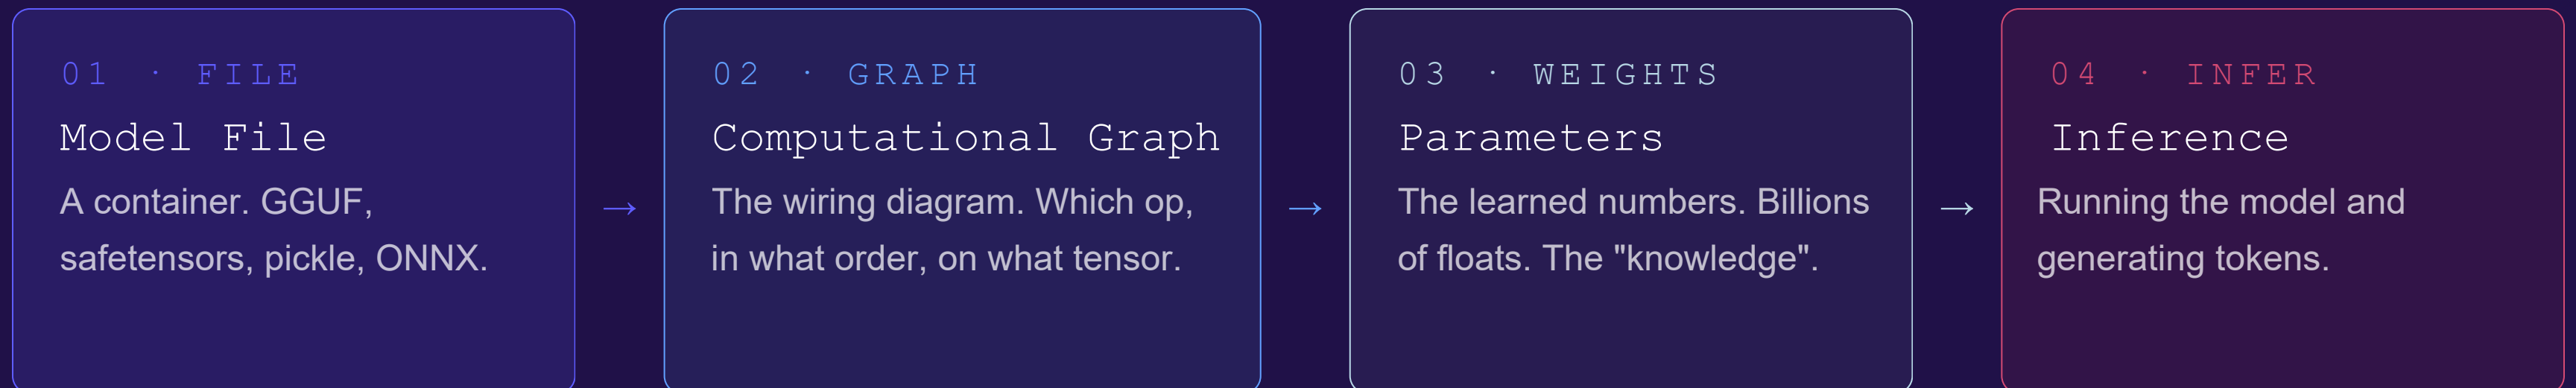 01 · FILE
Model File
A container. GGUF,
safetensors, pickle, ONNX.
→
02 · GRAPH
Computational Graph
The wiring diagram. Which op,
in what order, on what tensor.
→
03 · WEIGHTS
Parameters
The learned numbers. Billions
of floats. The "knowledge".
→
04 · INFER
Inference
Running the model and
generating tokens.